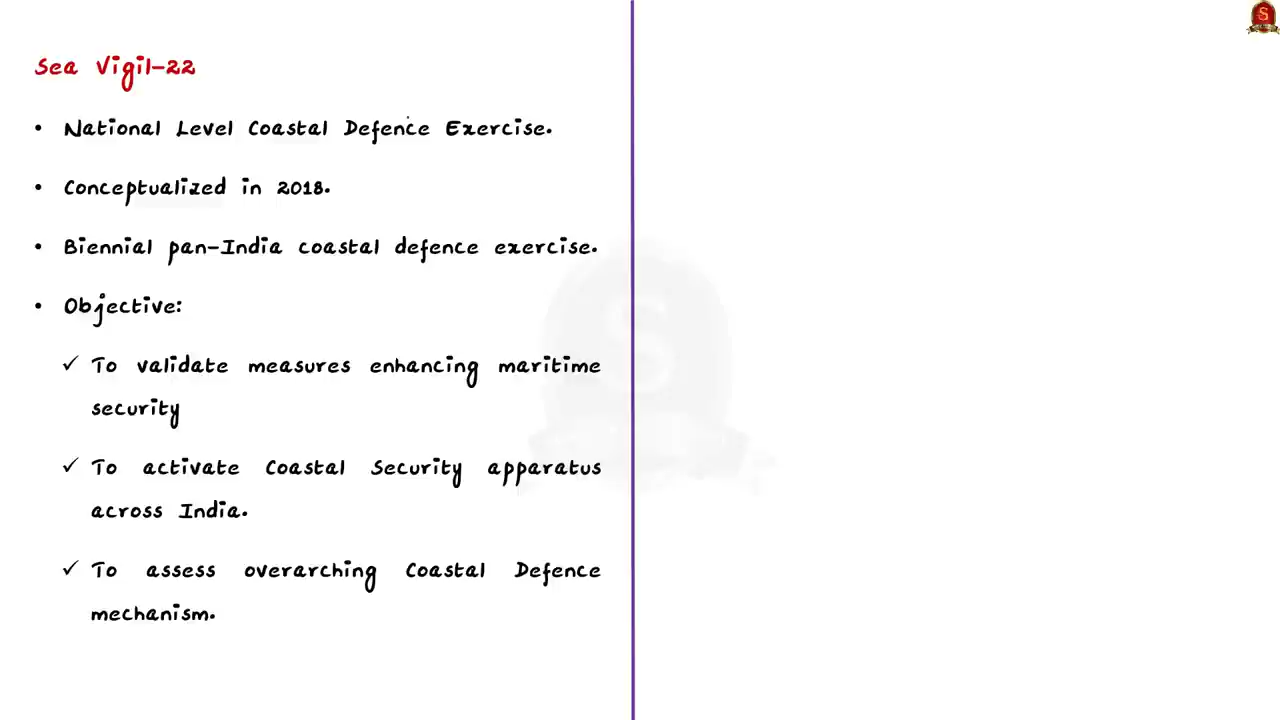 Sea Vigil-22
• National Level Coastal Defence Exercise.
• Conceptualized in 2018.
• Biennial pan-India coastal defence exercise.
• Objective:
✓ To validate measures enhancing maritime
security
✓ To activate Coastal Security apparatus
across India.
✓ To assess overarching Coastal Defence
mechanism.
S